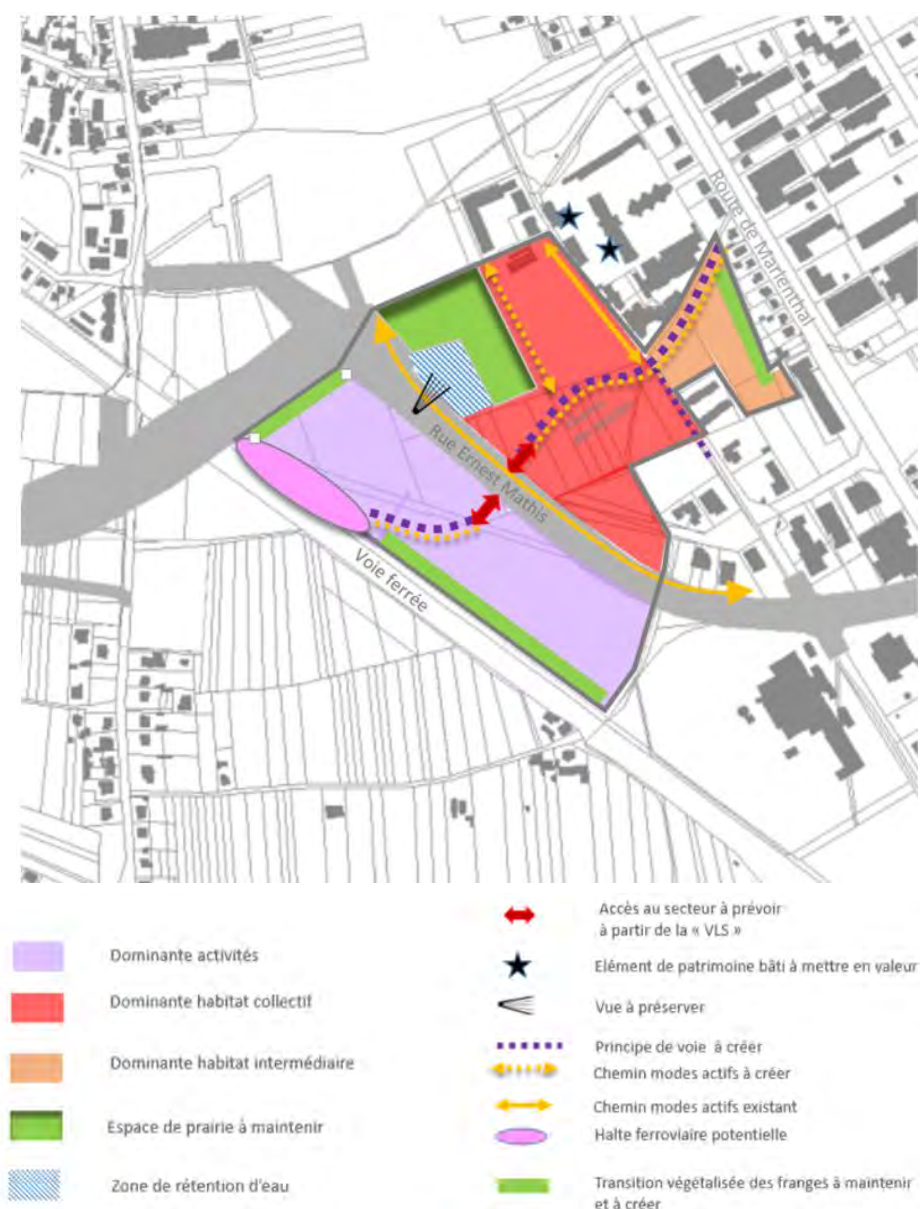 Route de Marlenthal
Rue Ernest Mathis
Voie ferrée
Dominante activités
Dominante habitat collectif
Dominante habitat intermédiaire
Espace de prairie à maintenir
Zone de rétention d'eau
Accès au secteur à prévoir
à partir de la « VLS »
Elément de patrimoine bâti à mettre en valeur
Vue à préserver
Principe de voie à créer
Chemin modes actifs à créer
Chemin modes actifs existant
Halte ferroviaire potentielle
Transition végétalisée des franges à maintenir
et à créer